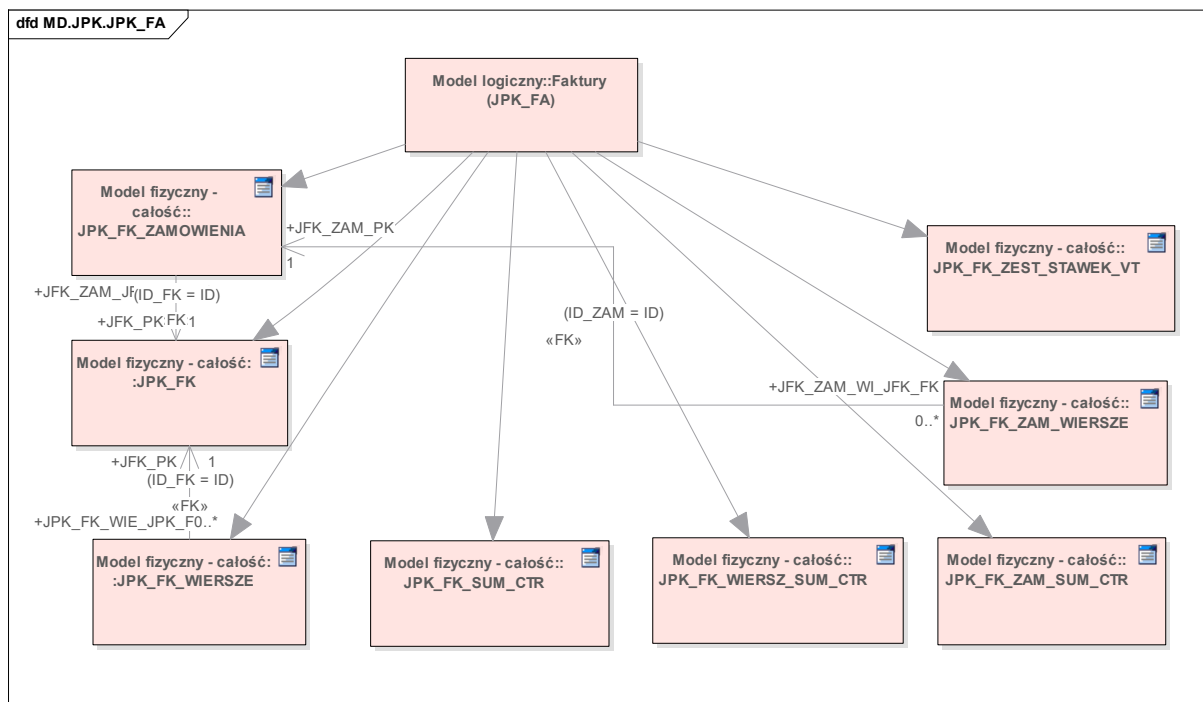 dfd MD.JPK.JPK_FA
Model logiczny::Faktury
(JPK_FA)
Model fizyczny -
całość::
JPK_FK_ZAMOWIENIA
+JFK_ZAM_PK
1
Model fizyczny - całość::
JPK_FK_ZEST_STAWEK_VT
+JFK_ZAM_JF
(ID_FK = ID)
+JFK_PK
FK
1
(ID_ZAM = ID)
«FK»
Model fizyczny - całość:
:JPK_FK
+JFK_ZAM_WI_JFK_FK
0..*
Model fizyczny - całość::
JPK_FK_ZAM_WIERSZE
+JFK_PK
1
(ID_FK = ID)
«FK»
+JPK_FK_WIE_JPK_F
0..*
Model fizyczny - całość:
:JPK_FK_WIERSZE
Model fizyczny - całość::
JPK_FK_SUM_CTR
Model fizyczny - całość::
JPK_FK_WIERSZ_SUM_CTR
Model fizyczny - całość::
JPK_FK_ZAM_SUM_CTR